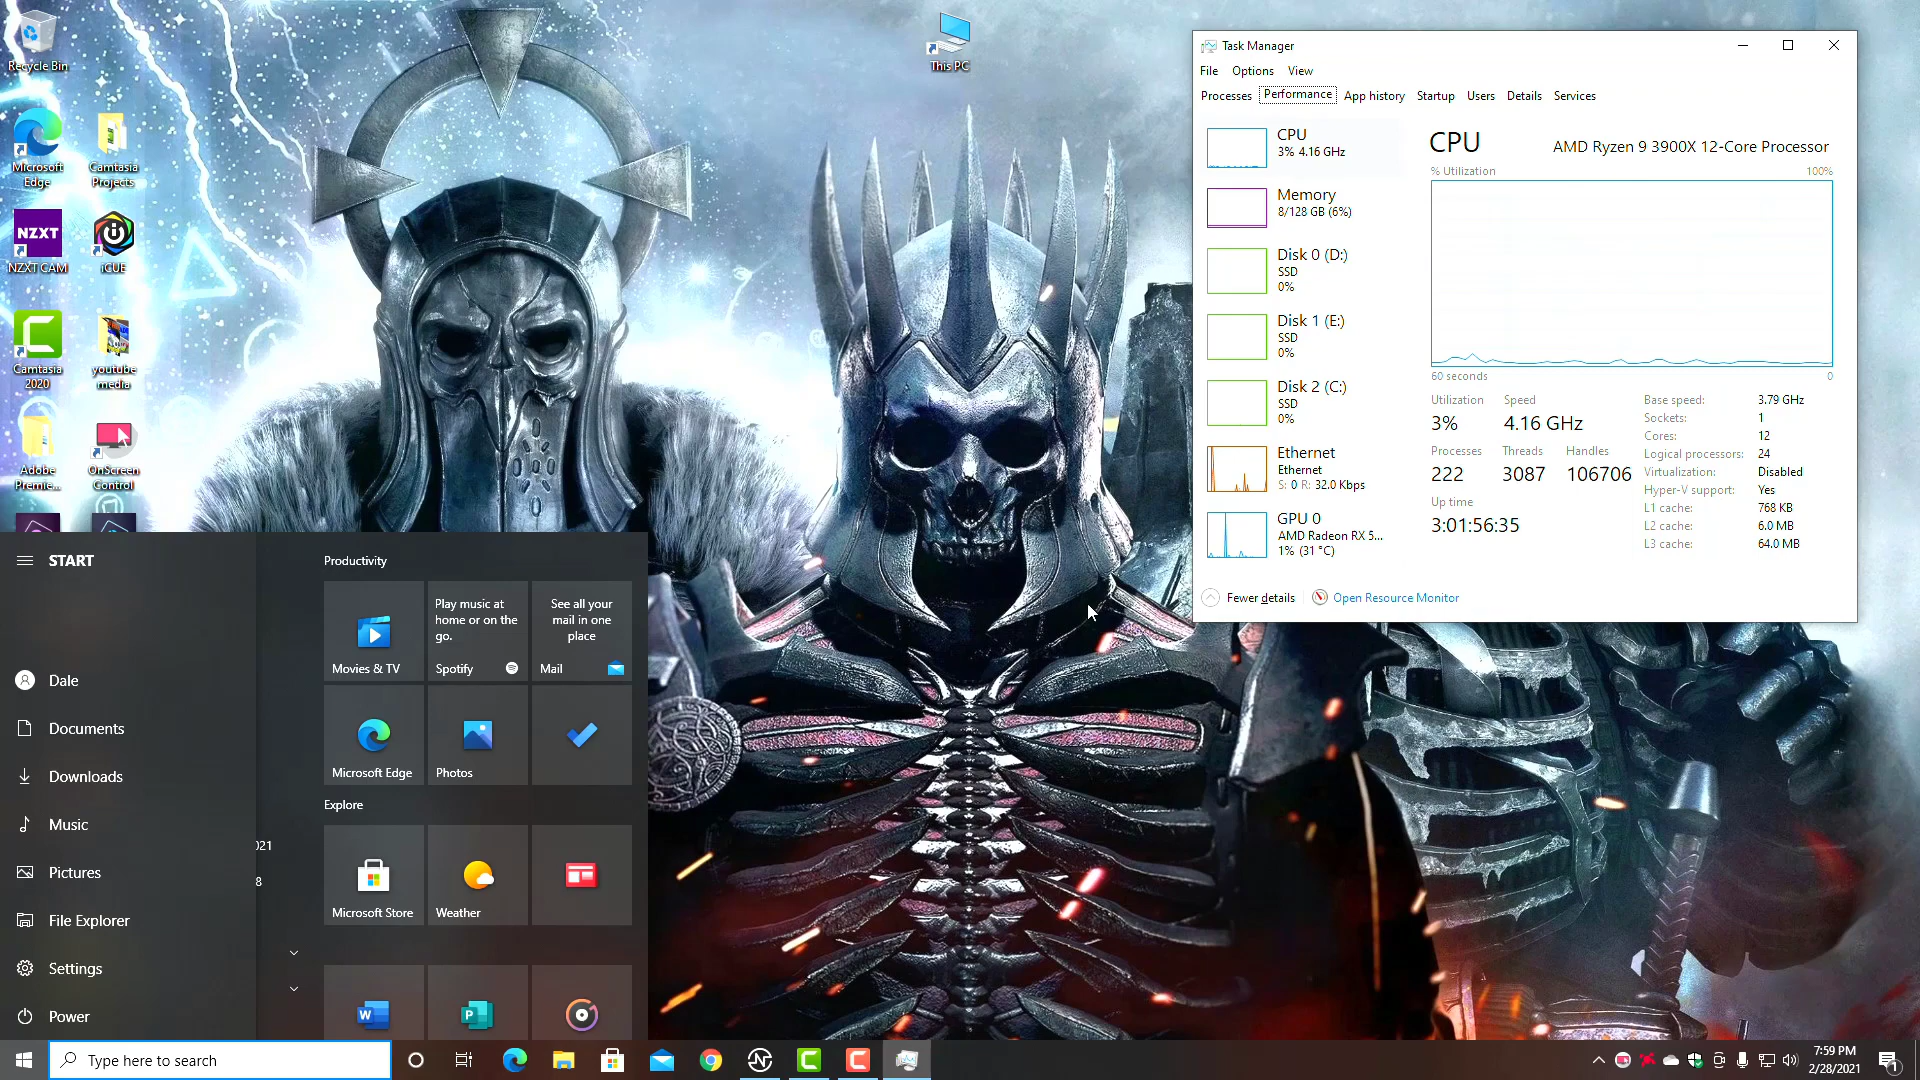 Recycle Bin
This PC
Microsoft
Edge
Camtasia
Projects
NZXT
NZXT CAM
iCUE
Camtasia
2020
youtube
media
Adobe
Premie...
OnScreen
Control
Task Manager
File Options View
Processes Performance App history Startup Users Details Services
CPU
3% 4.16 GHz
Memory
8/128 GB (6%)
Disk 0 (D:)
SSD
0%
Disk 1 (E:)
SSD
0%
Disk 2 (C:)
SSD
0%
Ethernet
Ethernet
S: 0 R: 32.0 Kbps
GPU 0
AMD Radeon RX 5...
1% (31 °C)
CPU AMD Ryzen 9 3900X 12-Core Processor
% Utilization 100%
60 seconds 0
Utilization Speed
3% 4.16 GHz
Processes Threads Handles
222 3087 106706
Up time
3:01:56:35
Base speed: 3.79 GHz
Sockets: 1
Cores: 12
Logical processors: 24
Virtualization: Disabled
Hyper-V support: Yes
L1 cache: 768 KB
L2 cache: 6.0 MB
L3 cache: 64.0 MB
Fewer details Open Resource Monitor
START
Dale
Documents
Downloads
Music
Pictures
File Explorer
Settings
Power
021
8
Productivity
Movies & TV
Play music at
home or on the
go.
Spotify
See all your
mail in one
place
Mail
Microsoft Edge
Photos
Explore
Microsoft Store
Weather
W
P
Type here to search
7:59 PM
2/28/2021
1